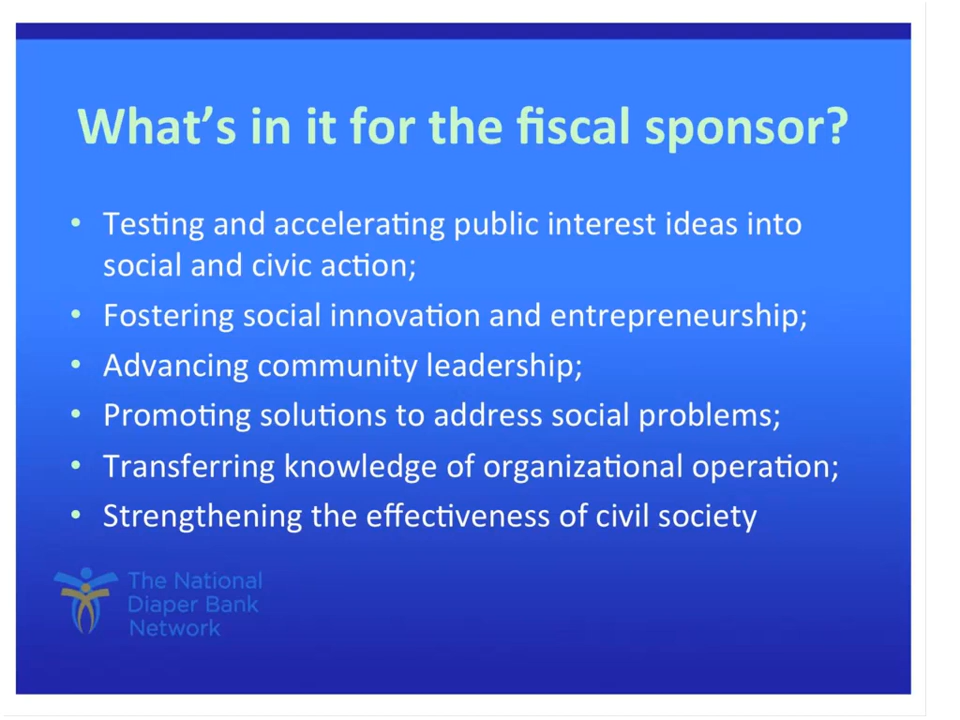 What's in it for the fiscal sponsor?
• Testing and accelerating public interest ideas into
social and civic action;
• Fostering social innovation and entrepreneurship;
• Advancing community leadership;
• Promoting solutions to address social problems;
• Transferring knowledge of organizational operation;
• Strengthening the effectiveness of civil society
The National
Diaper Bank
Network